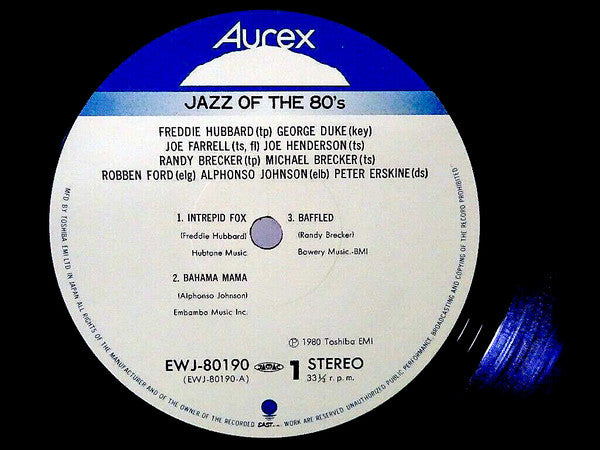 Aurex
JAZZ OF THE 80's
FREDDIE HUBBARD(tp) GEORGE DUKE(key)
JOE FARRELL(ts, fl) JOE HENDERSON(ts)
RANDY BRECKER(tp) MICHAEL BRECKER(ts)
ROBBEN FORD(elg) ALPHONSO JOHNSON(elb) PETER ERSKINE(ds)
1. INTREPID FOX
(Freddie Hubbard)
Hubtone Music.
2. BAHAMA MAMA
(Alphonso Johnson)
Embamba Music Inc.
3. BAFFLED
(Randy Brecker)
Bowery Music.-BMI
Ⓟ 1980 Toshiba EMI
EWJ-80190
(EWJ-80190-A)
JASRAC
1
STEREO
33⅓ r. p. m.
EAST
MFD BY TOSHIBA EMI LTD. IN JAPAN ALL RIGHTS OF THE MANUFACTURER AND OF THE OWNER OF THE RECORDED WORK ARE RESERVED. UNAUTHORIZED PUBLIC PERFORMANCE, BROADCASTING AND COPYING OF THE RECORD PROHIBITED.